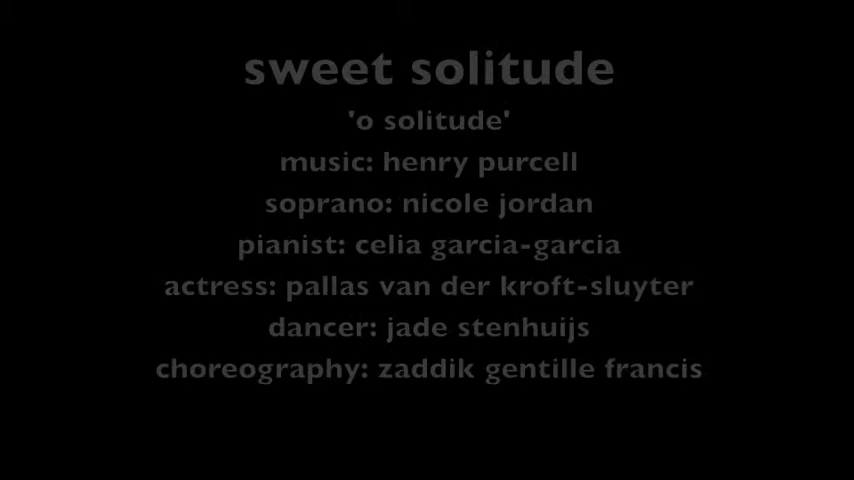 sweet solitude
'o solitude'
music: henry purcell
soprano: nicole jordan
pianist: celia garcia-garcia
actress: pallas van der kroft-sluyter
dancer: jade stenhuijs
choreography: zaddik gentille francis